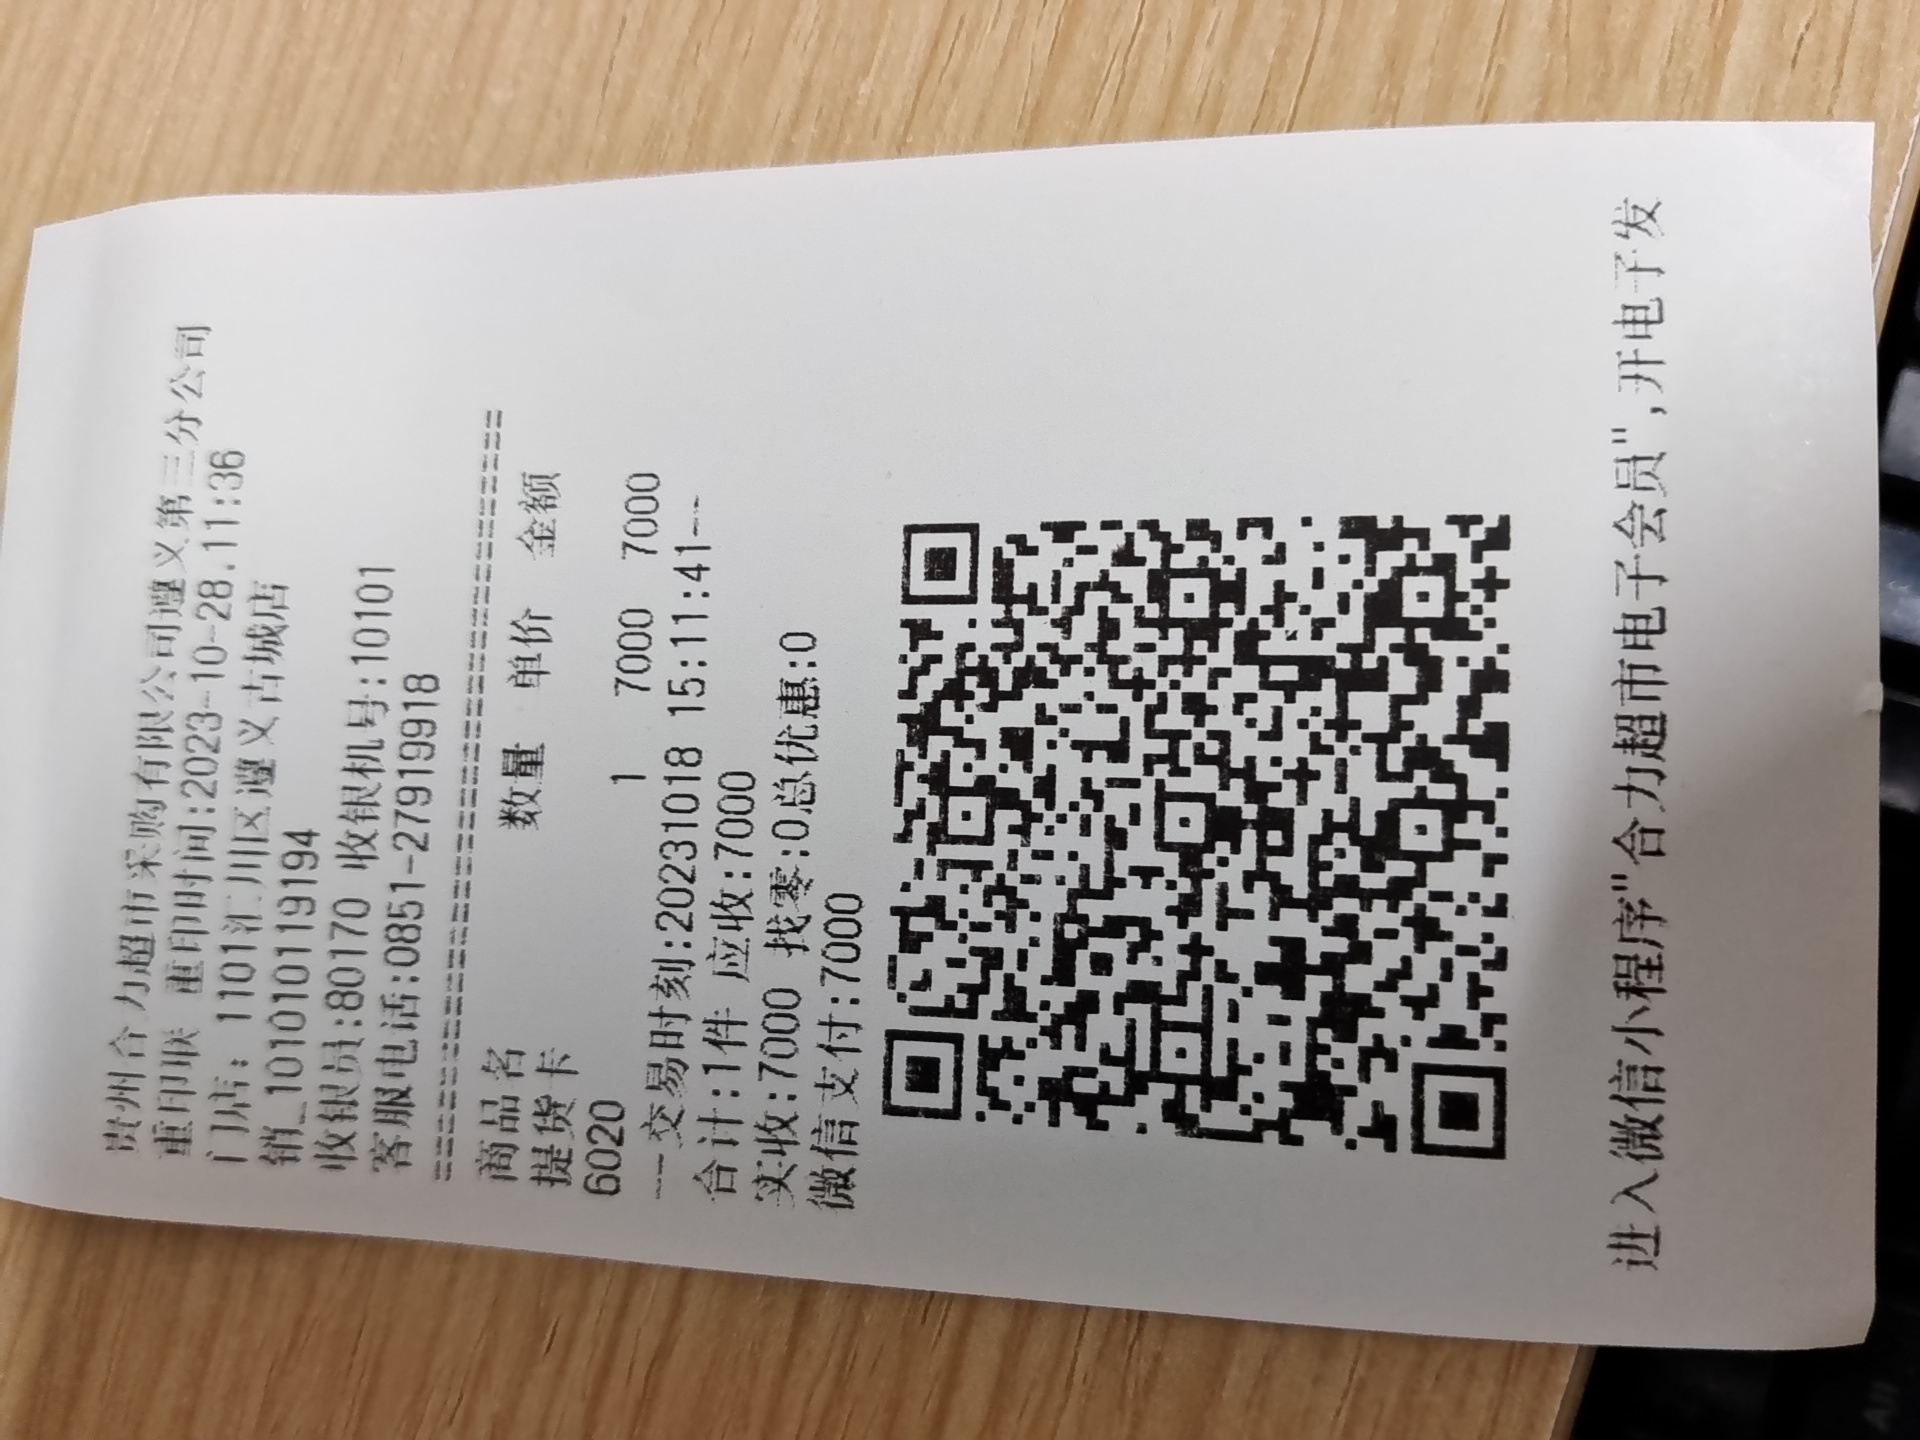 贵州合力超市采购有限公司遵义第三分公司
重印联 重印时间:2023-10-28.11:36
门店: 1101汇川区遵义古城店
销_1010101119194
收银员:80170 收银机号:10101
客服电话:0851-27919918
================================
商品名 数量 单价 金额
提货卡
6020 1 7000 7000
--交易时刻:20231018 15:11:41--
合计:1件 应收:7000
实收:7000 找零:0总优惠:0
微信支付:7000
进入微信小程序"合力超市电子会员",开电子发